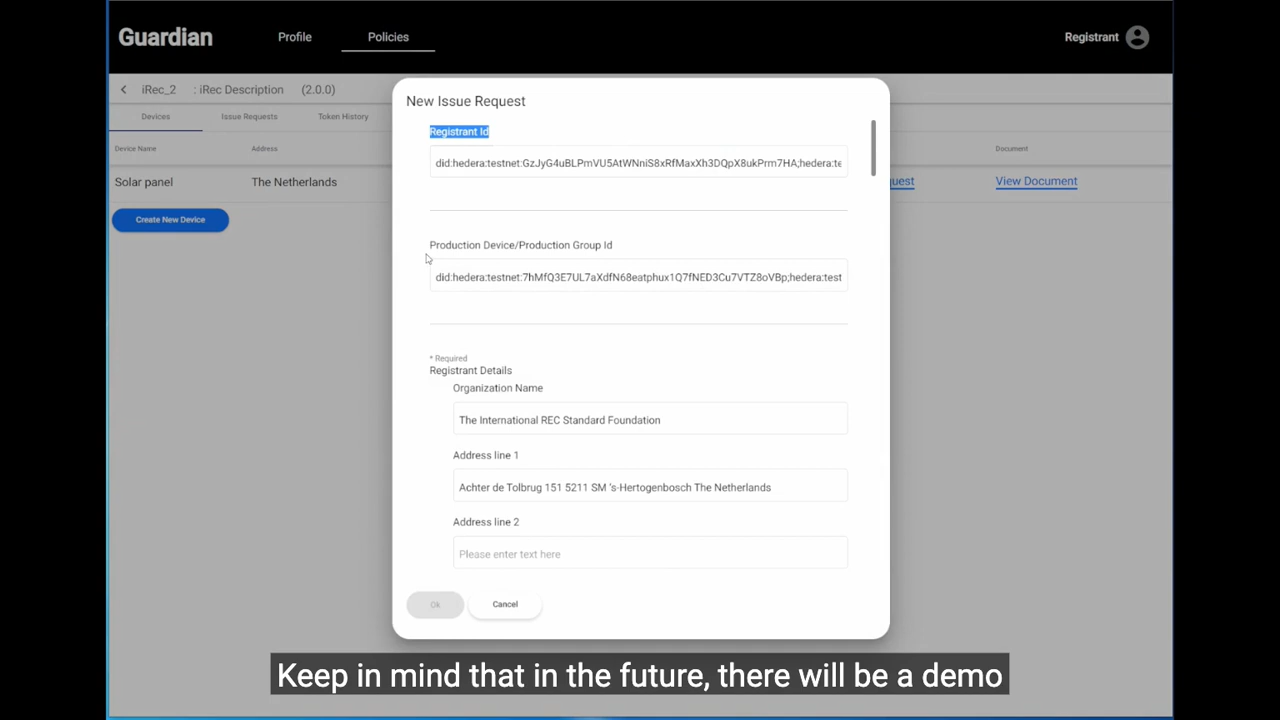 Guardian
Profile
Policies
Registrant
iRec_2 : iRec Description (2.0.0)
Devices
Issue Requests
Token History
Device Name
Address
Document
Solar panel
The Netherlands
uest
View Document
Create New Device
New Issue Request
Registrant Id
did:hedera:testnet:GzJyG4uBLPmVU5AtWNniS8xRfMaxXh3DQpX8ukPrm7HA;hedera:te
Production Device/Production Group Id
did:hedera:testnet:7hMfQ3E7UL7aXdfN68eatphux1Q7fNED3Cu7VTZ8oVBp;hedera:test
* Required
Registrant Details
Organization Name
The International REC Standard Foundation
Address line 1
Achter de Tolbrug 151 5211 SM 's-Hertogenbosch The Netherlands
Address line 2
Please enter text here
Ok
Cancel
Keep in mind that in the future, there will be a demo